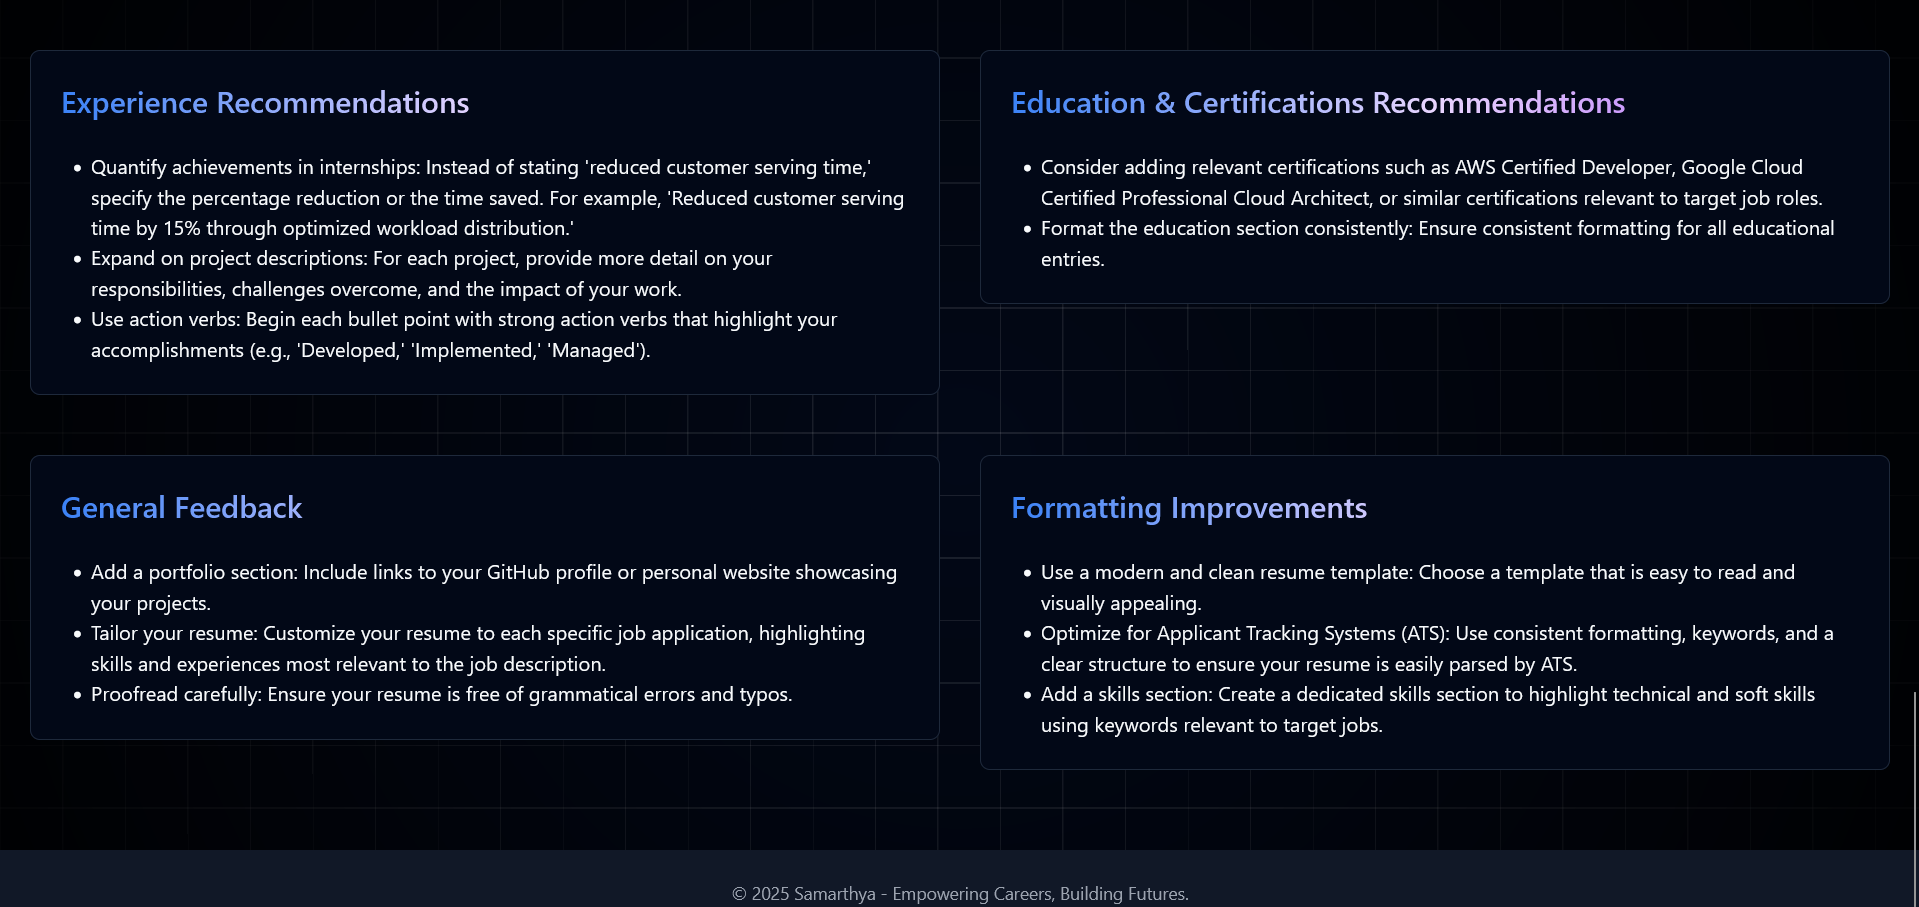 Experience Recommendations
• Quantify achievements in internships: Instead of stating 'reduced customer serving time,'
specify the percentage reduction or the time saved. For example, 'Reduced customer serving
time by 15% through optimized workload distribution.'
• Expand on project descriptions: For each project, provide more detail on your
responsibilities, challenges overcome, and the impact of your work.
• Use action verbs: Begin each bullet point with strong action verbs that highlight your
accomplishments (e.g., 'Developed,' 'Implemented,' 'Managed').
Education & Certifications Recommendations
• Consider adding relevant certifications such as AWS Certified Developer, Google Cloud
Certified Professional Cloud Architect, or similar certifications relevant to target job roles.
• Format the education section consistently: Ensure consistent formatting for all educational
entries.
General Feedback
• Add a portfolio section: Include links to your GitHub profile or personal website showcasing
your projects.
• Tailor your resume: Customize your resume to each specific job application, highlighting
skills and experiences most relevant to the job description.
• Proofread carefully: Ensure your resume is free of grammatical errors and typos.
Formatting Improvements
• Use a modern and clean resume template: Choose a template that is easy to read and
visually appealing.
• Optimize for Applicant Tracking Systems (ATS): Use consistent formatting, keywords, and a
clear structure to ensure your resume is easily parsed by ATS.
• Add a skills section: Create a dedicated skills section to highlight technical and soft skills
using keywords relevant to target jobs.
© 2025 Samarthya - Empowering Careers, Building Futures.